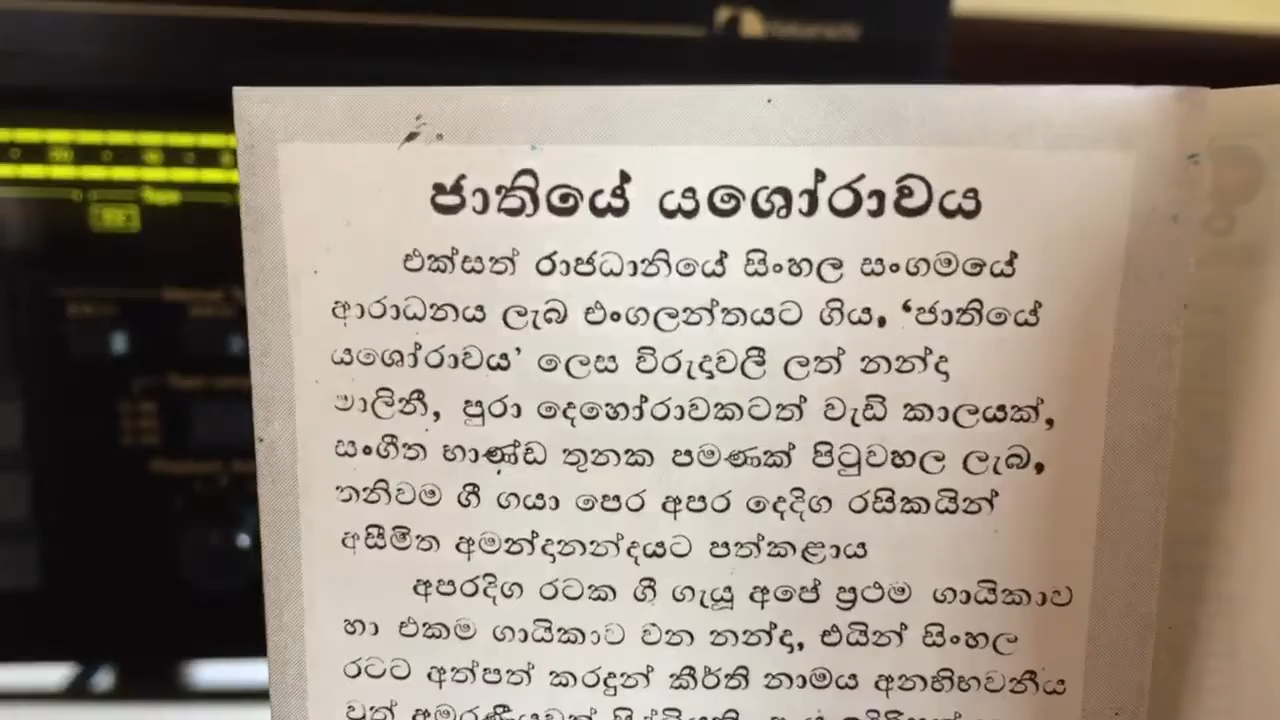 ජාතියේ යශෝරාවය
එක්සත් රාජධානියේ සිංහල සංගමයේ
ආරාධනය ලැබ එංගලන්තයට ගිය, ‘ජාතියේ
යශෝරාවය’ ලෙස විරුදාවලී ලත් නන්දා
මාලිනී, පුරා දෙහෝරාවකටත් වැඩි කාලයක්,
සංගීත භාණ්ඩ තුනක පමණක් පිටුවහල ලැබ,
තනිවම ගී ගයා පෙර අපර දෙදිග රසිකයින්
අසීමිත අමන්දානන්දයට පත්කළාය
අපරදිග රටක ගී ගැයූ අපේ ප්‍රථම ගායිකාව
හා එකම ගායිකාව වන නන්දා, එයින් සිංහල
රටට අත්පත් කරදුන් කීර්ති නාමය අනභිභවනීය